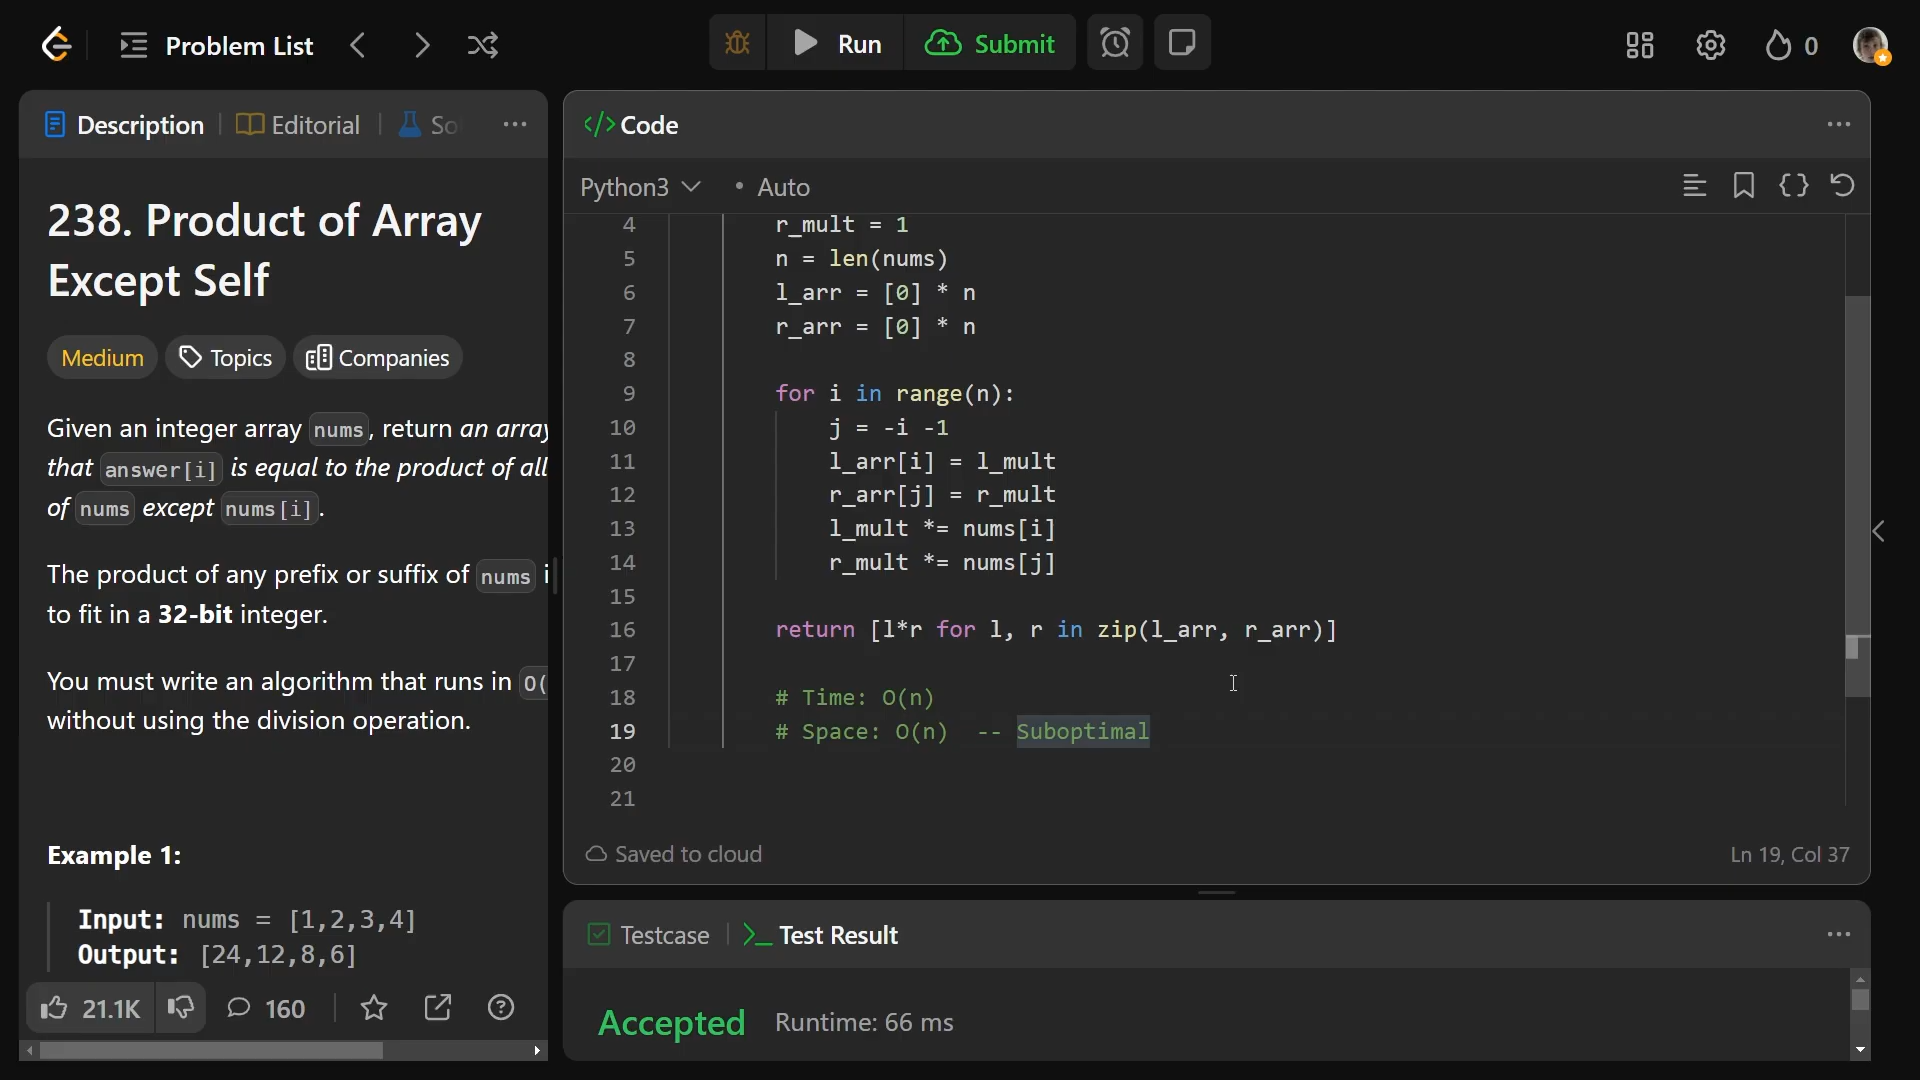 Problem List
Run
Submit
0
Description
Editorial
So
238. Product of Array
Except Self
Medium
Topics
Companies
Given an integer array nums, return an array
that answer[i] is equal to the product of all
of nums except nums[i].
The product of any prefix or suffix of nums i
to fit in a 32-bit integer.
You must write an algorithm that runs in O(
without using the division operation.
Example 1:
Input: nums = [1,2,3,4]
Output: [24,12,8,6]
21.1K
160
</> Code
Python3
• Auto
4 r_mult = 1
5 n = len(nums)
6 l_arr = [0] * n
7 r_arr = [0] * n
8
9 for i in range(n):
10 j = -i -1
11 l_arr[i] = l_mult
12 r_arr[j] = r_mult
13 l_mult *= nums[i]
14 r_mult *= nums[j]
15
16 return [l*r for l, r in zip(l_arr, r_arr)]
17
18 # Time: O(n)
19 # Space: O(n) -- Suboptimal
20
21
Saved to cloud
Ln 19, Col 37
Testcase
>_ Test Result
Accepted
Runtime: 66 ms